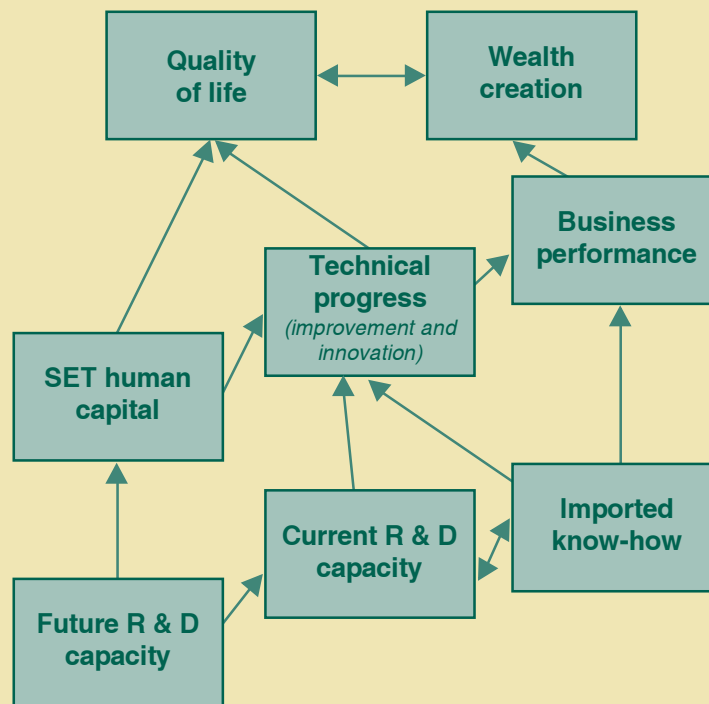 Quality
of life
Wealth
creation
Business
performance
Technical
progress
(improvement and
innovation)
SET human
capital
Current R & D
capacity
Imported
know-how
Future R & D
capacity